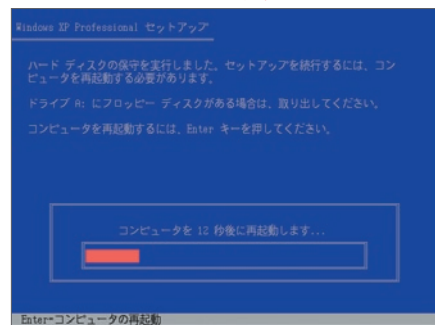 Windows XP Professional セットアップ
ハード ディスクの保守を実行しました。セットアップを続行するには、コン
ピュータを再起動する必要があります。
ドライブ A: にフロッピー ディスクがある場合は、取り出してください。
コンピュータを再起動するには、Enter キーを押してください。
コンピュータを 12 秒後に再起動します...
Enter=コンピュータの再起動